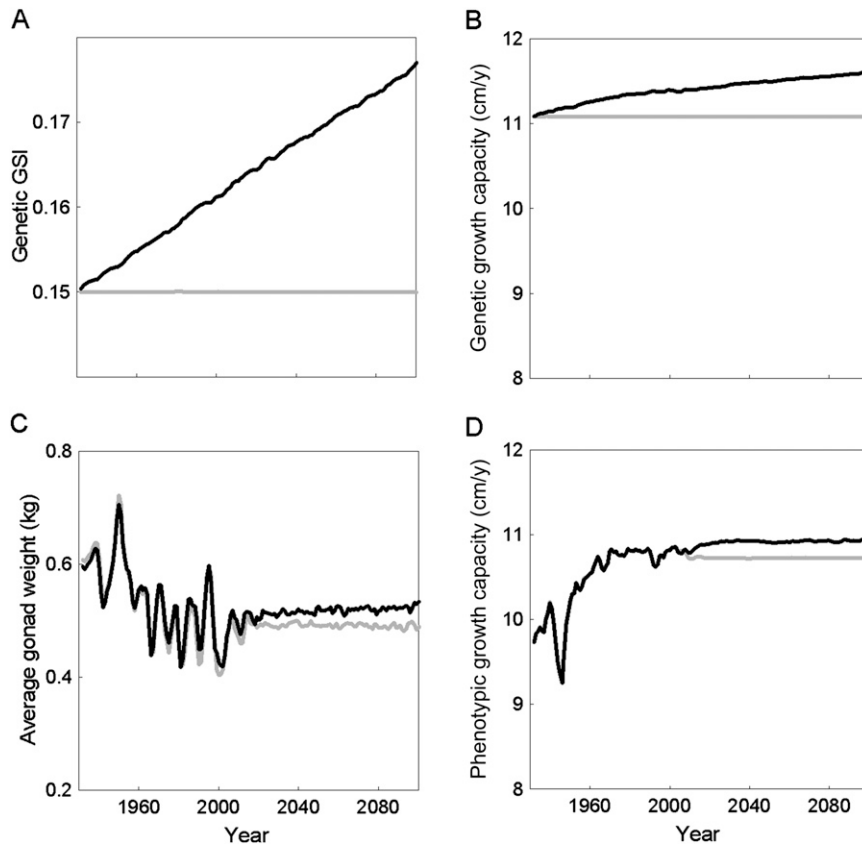 A
Genetic GSI
0.17
0.16
0.15
B
Genetic growth capacity (cm/y)
12
11
10
9
8
C
Average gonad weight (kg)
0.8
0.6
0.4
0.2
1960 2000 2040 2080
Year
D
Phenotypic growth capacity (cm/y)
12
11
10
9
8
1960 2000 2040 2080
Year